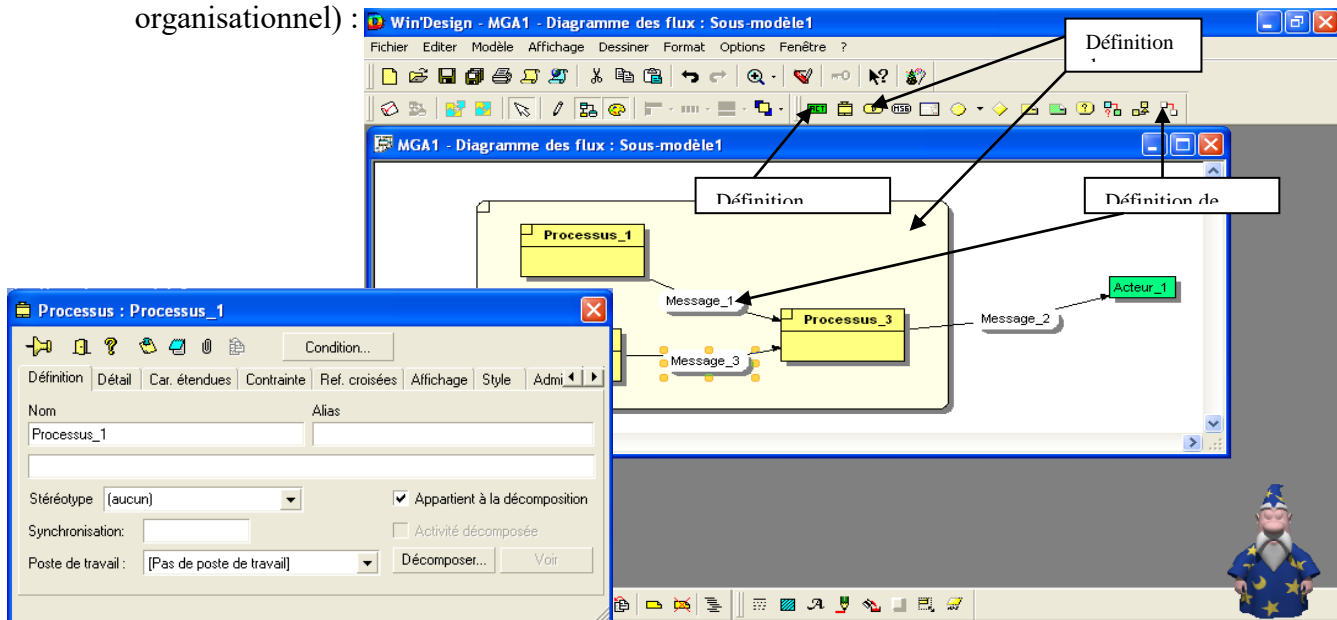 organisationnel) :
Win'Design - MGA1 - Diagramme des flux : Sous-modèle1
Fichier Editer Modèle Affichage Dessiner Format Options Fenêtre ?
Définition
ACT MSG
MGA1 - Diagramme des flux : Sous-modèle1
Définition
Définition de
Processus_1
Acteur_1
Message_1
Processus_3
Message_2
Message_3
Processus : Processus_1
Condition...
Définition Détail Car. étendues Contrainte Ref. croisées Affichage Style Admi
Nom Alias
Processus_1
Stéréotype (aucun) Appartient à la décomposition
Synchronisation: Activité décomposée
Poste de travail : [Pas de poste de travail] Décomposer... Voir